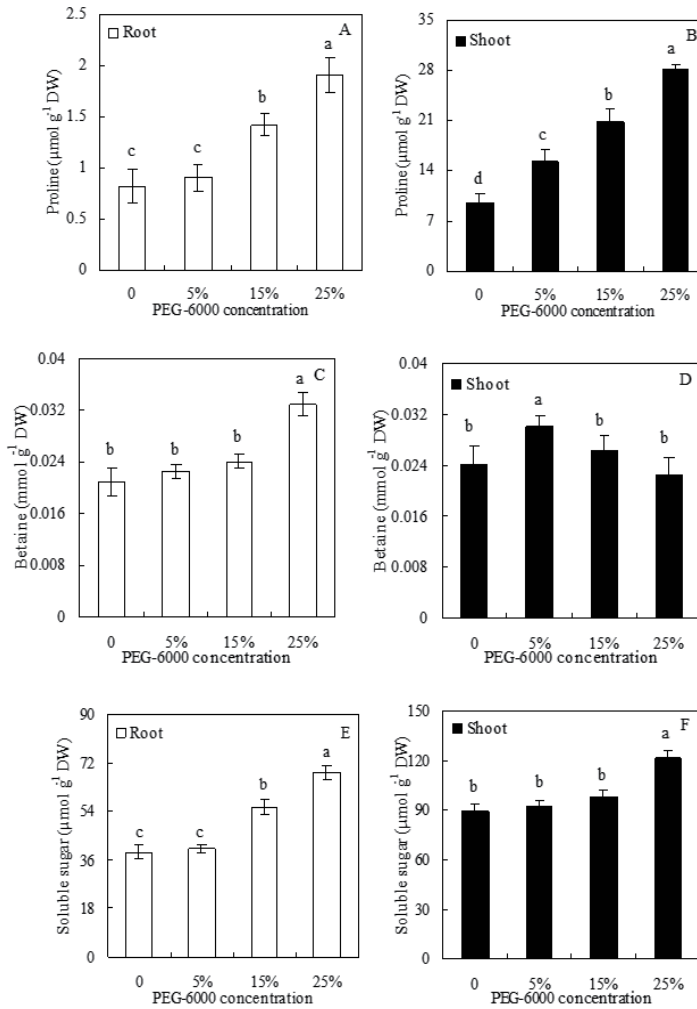 Root A
Proline (μmol g-1 DW)
2.5
2
1.5
1
0.5
0
c c b a
0 5% 15% 25%
PEG-6000 concentration
Shoot B
Proline (μmol g-1 DW)
35
28
21
14
7
0
d c b a
0 5% 15% 25%
PEG-6000 concentration
C
Betaine (mmol g-1 DW)
0.04
0.032
0.024
0.016
0.008
0
b b b a
0 5% 15% 25%
PEG-6000 concentration
Shoot D
Betaine (mmol g-1 DW)
0.04
0.032
0.024
0.016
0.008
0
b a b b
0 5% 15% 25%
PEG-6000 concentration
Root E
Soluble sugar (μmol g-1 DW)
90
72
54
36
18
0
c c b a
0 5% 15% 25%
PEG-6000 concentration
Shoot F
Soluble sugar (μmol g-1 DW)
150
120
90
60
30
0
b b b a
0 5% 15% 25%
PEG-6000 concentration